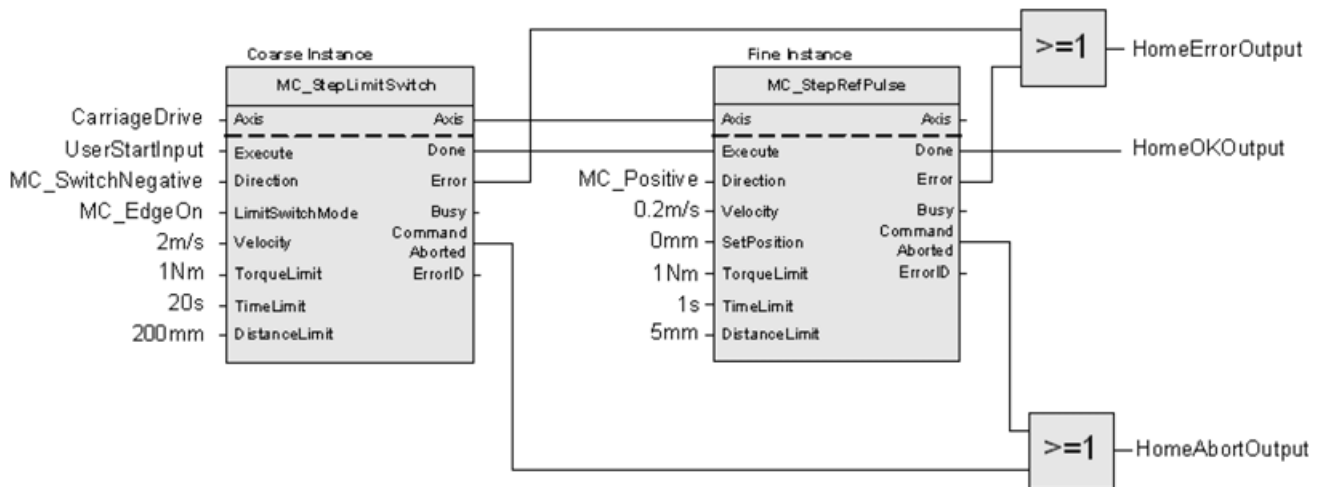 Coarse Instance
MC_StepLimitSwitch
CarriageDrive
UserStartInput
MC_SwitchNegative
MC_EdgeOn
2m/s
1Nm
20s
200mm
Axis
Execute
Direction
LimitSwitchMode
Velocity
TorqueLimit
TimeLimit
DistanceLimit
Axis
Done
Error
Busy
Command
Aborted
ErrorID
Fine Instance
MC_StepRefPulse
MC_Positive
0.2m/s
0mm
1Nm
1s
5mm
Axis
Execute
Direction
Velocity
SetPosition
TorqueLimit
TimeLimit
DistanceLimit
Axis
Done
Error
Busy
Command
Aborted
ErrorID
>=1
HomeErrorOutput
HomeOKOutput
>=1
HomeAbortOutput